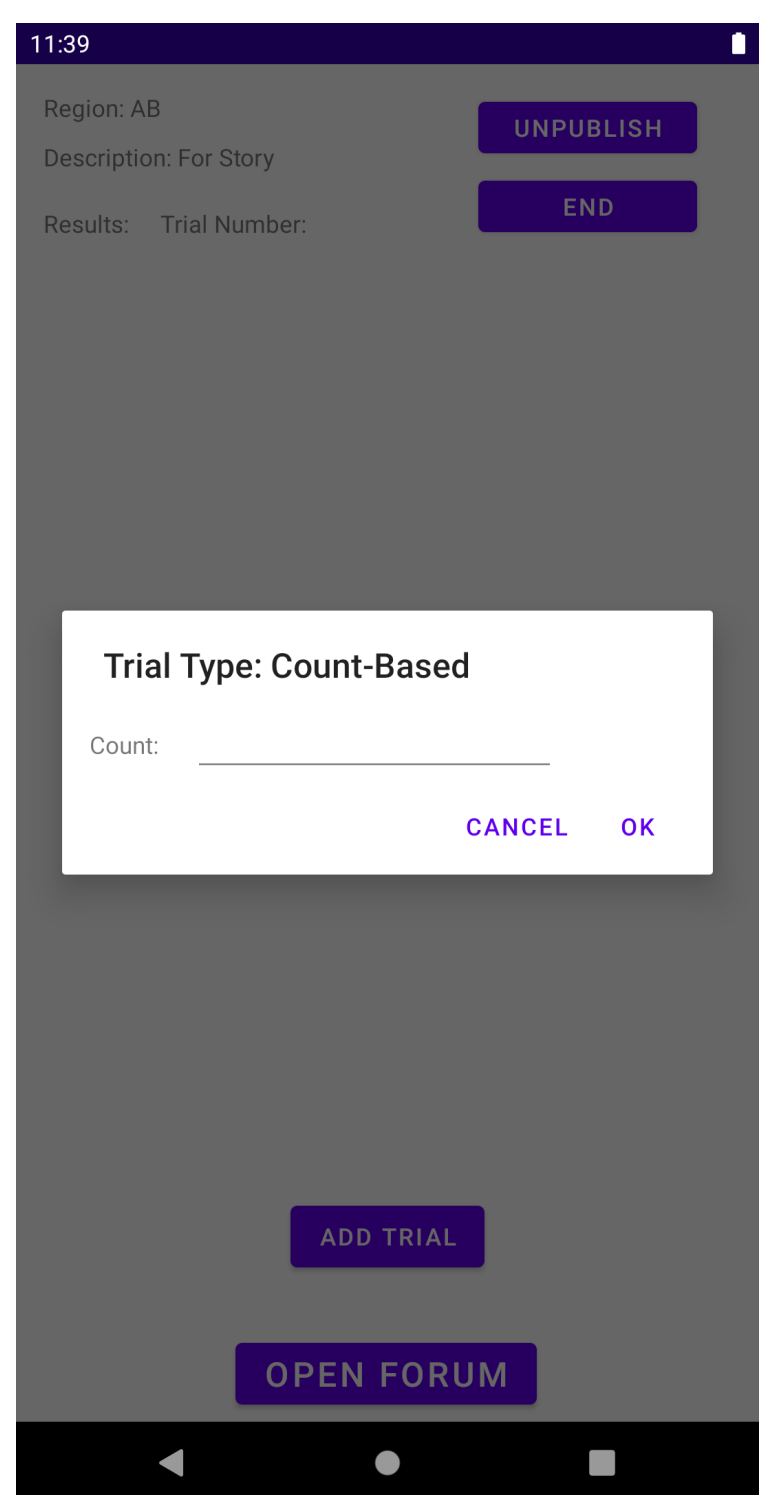 11:39
Region: AB
UNPUBLISH
Description: For Story
END
Results: Trial Number:
Trial Type: Count-Based
Count:
CANCEL OK
ADD TRIAL
OPEN FORUM